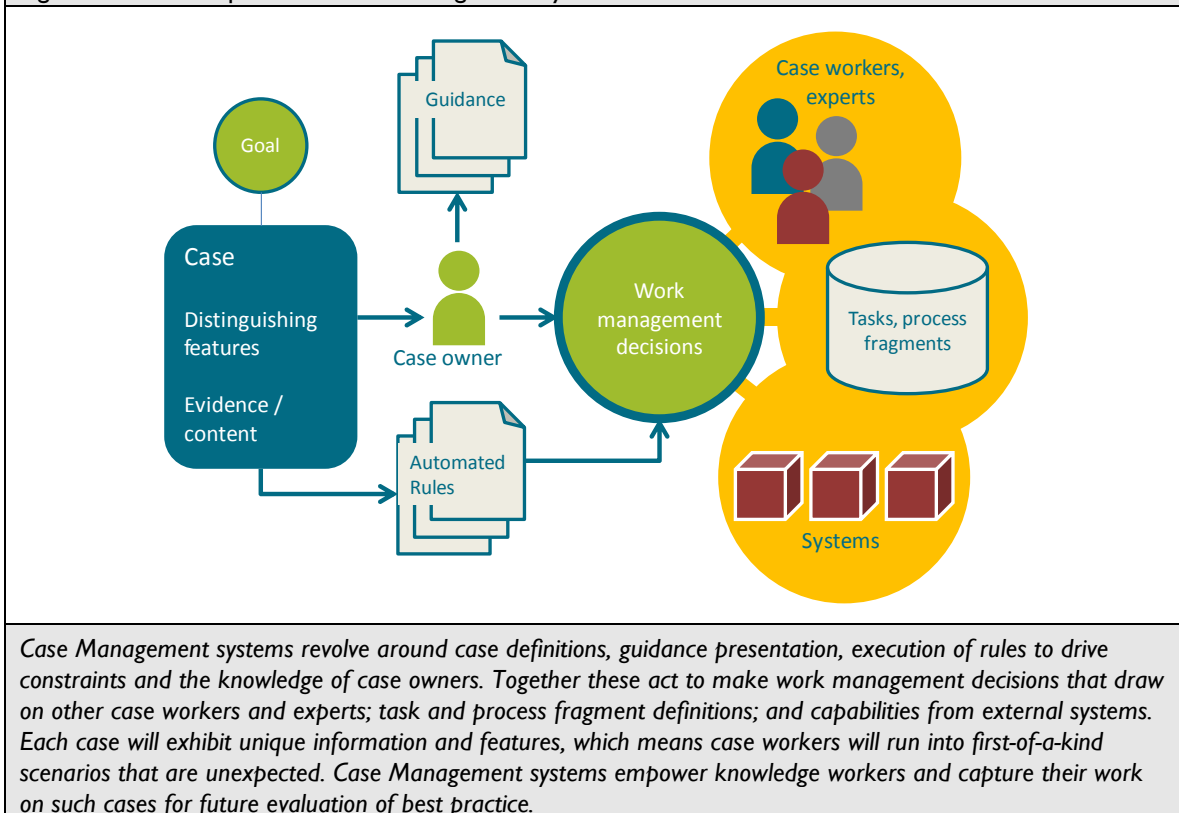 Guidance
Case workers,
experts
Goal
Case
Distinguishing
features
Evidence /
content
Case owner
Work
management
decisions
Tasks, process
fragments
Automated
Rules
Systems
Case Management systems revolve around case definitions, guidance presentation, execution of rules to drive
constraints and the knowledge of case owners. Together these act to make work management decisions that draw
on other case workers and experts; task and process fragment definitions; and capabilities from external systems.
Each case will exhibit unique information and features, which means case workers will run into first-of-a-kind
scenarios that are unexpected. Case Management systems empower knowledge workers and capture their work
on such cases for future evaluation of best practice.